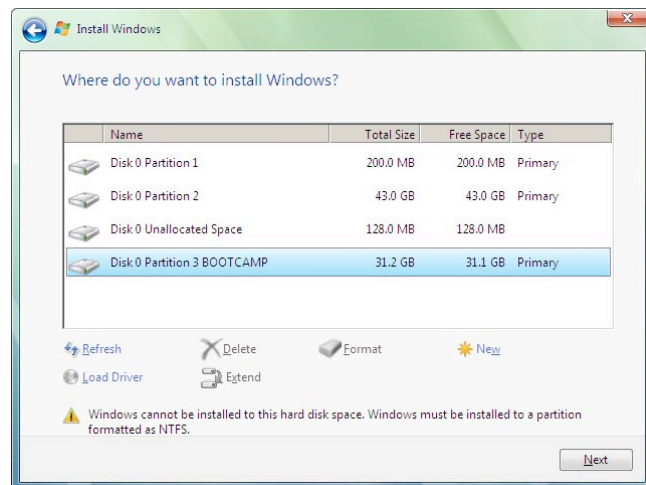 Install Windows
Where do you want to install Windows?
Name Total Size Free Space Type
Disk 0 Partition 1 200.0 MB 200.0 MB Primary
Disk 0 Partition 2 43.0 GB 43.0 GB Primary
Disk 0 Unallocated Space 128.0 MB 128.0 MB
Disk 0 Partition 3 BOOTCAMP 31.2 GB 31.1 GB Primary
Refresh Delete Format New
Load Driver Extend
Windows cannot be installed to this hard disk space. Windows must be installed to a partition
formatted as NTFS.
Next